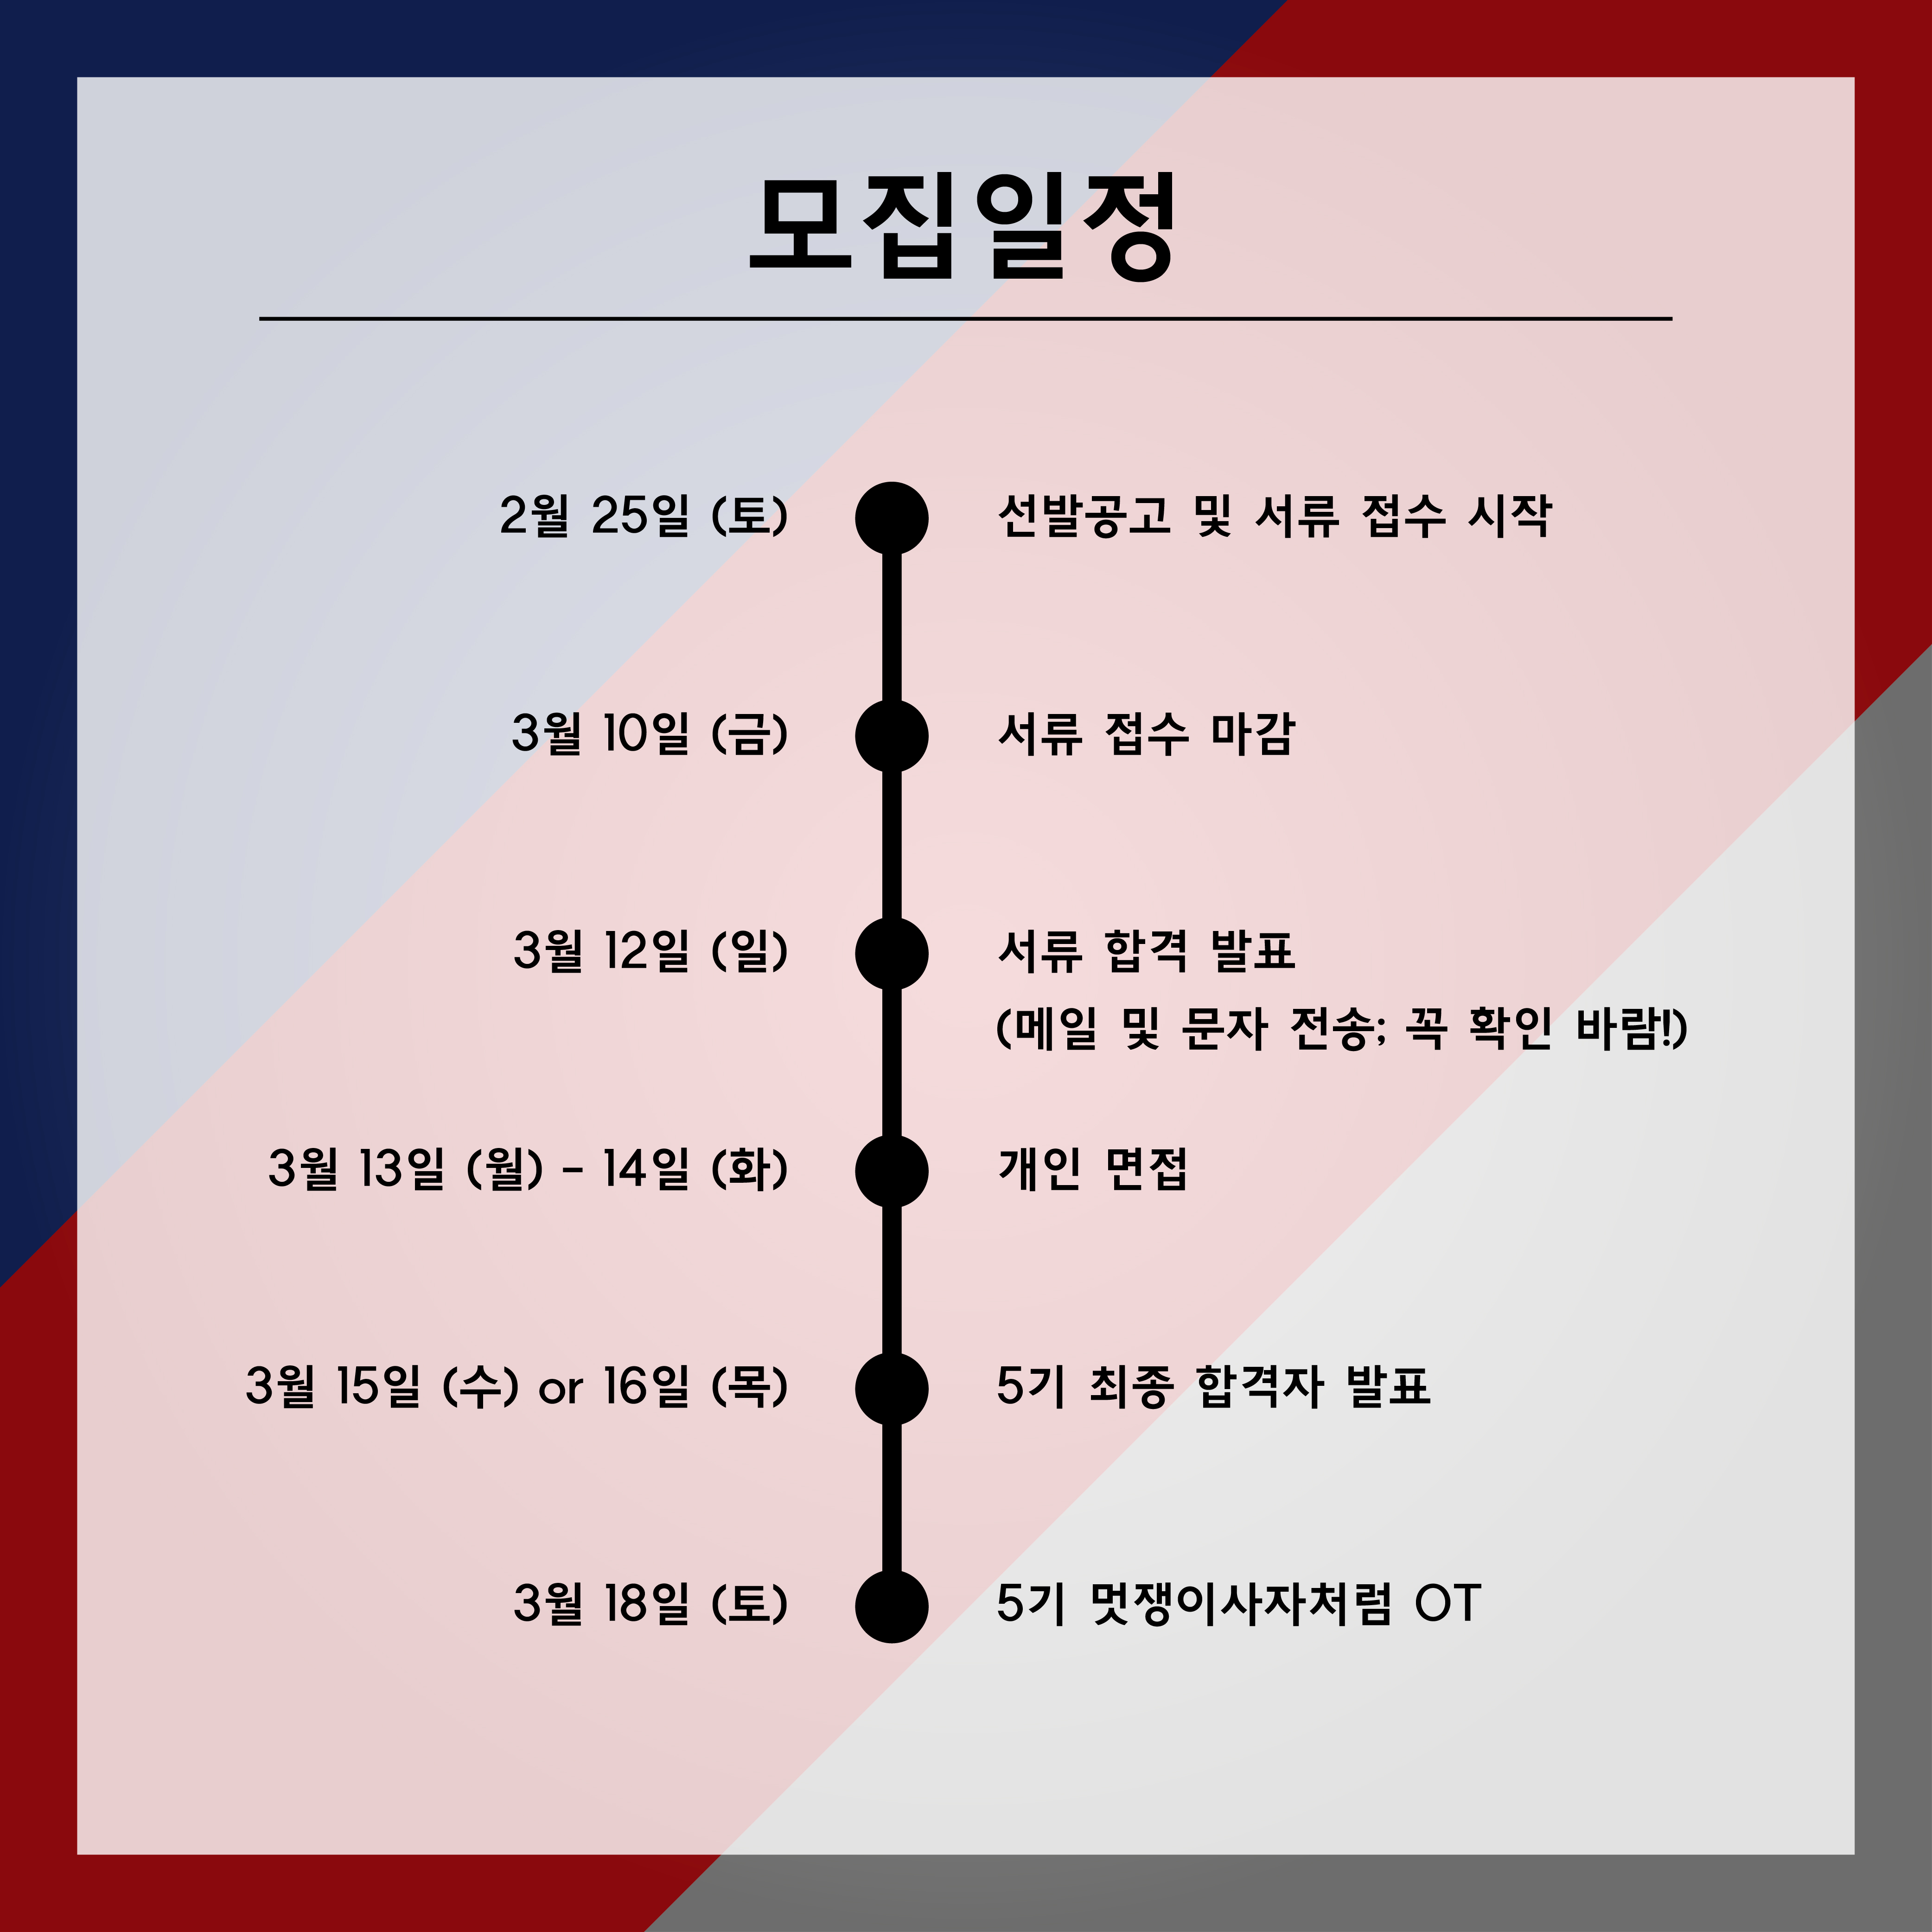 모집일정
2월 25일 (토) 선발공고 및 서류 접수 시작
3월 10일 (금) 서류 접수 마감
3월 12일 (일) 서류 합격 발표
(메일 및 문자 전송; 꼭 확인 바람!)
3월 13일 (월) - 14일 (화) 개인 면접
3월 15일 (수) or 16일 (목) 5기 최종 합격자 발표
3월 18일 (토) 5기 멋쟁이사자처럼 OT